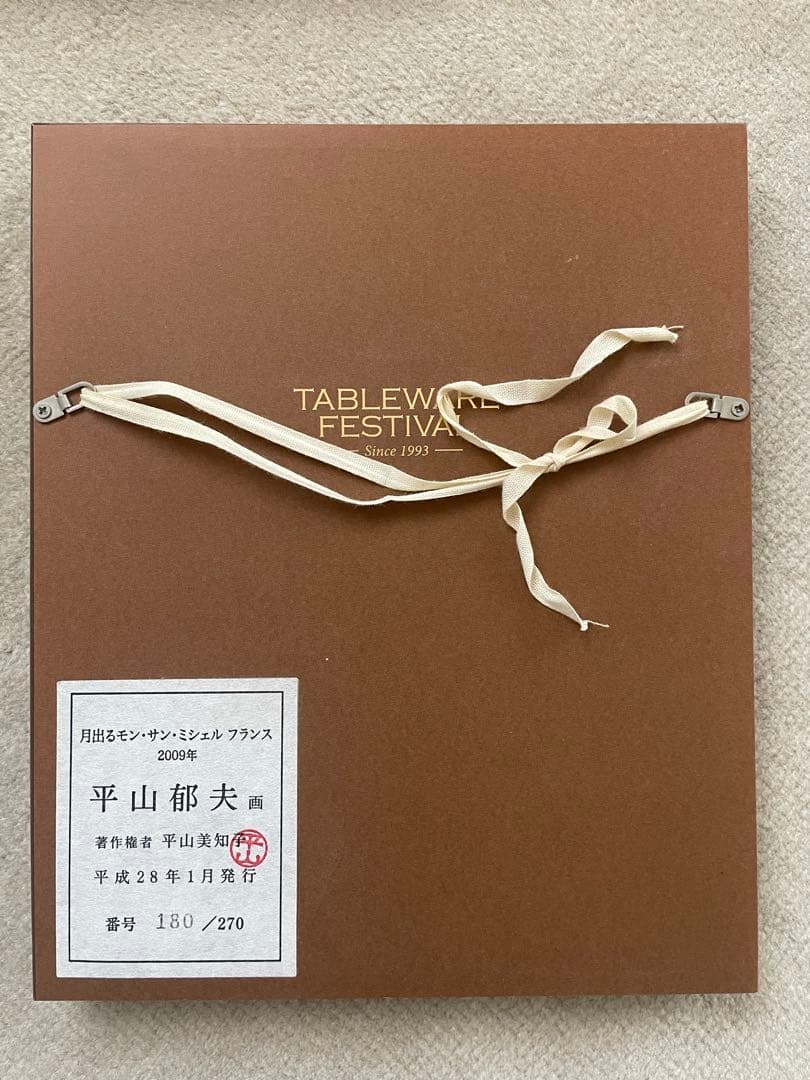 TABLEWARE
FESTIVAL
Since 1993
月出るモン・サン・ミシェル フランス
2009年
平山郁夫 画
著作権者 平山美知子
平山
平成28年1月発行
番号 180 /270